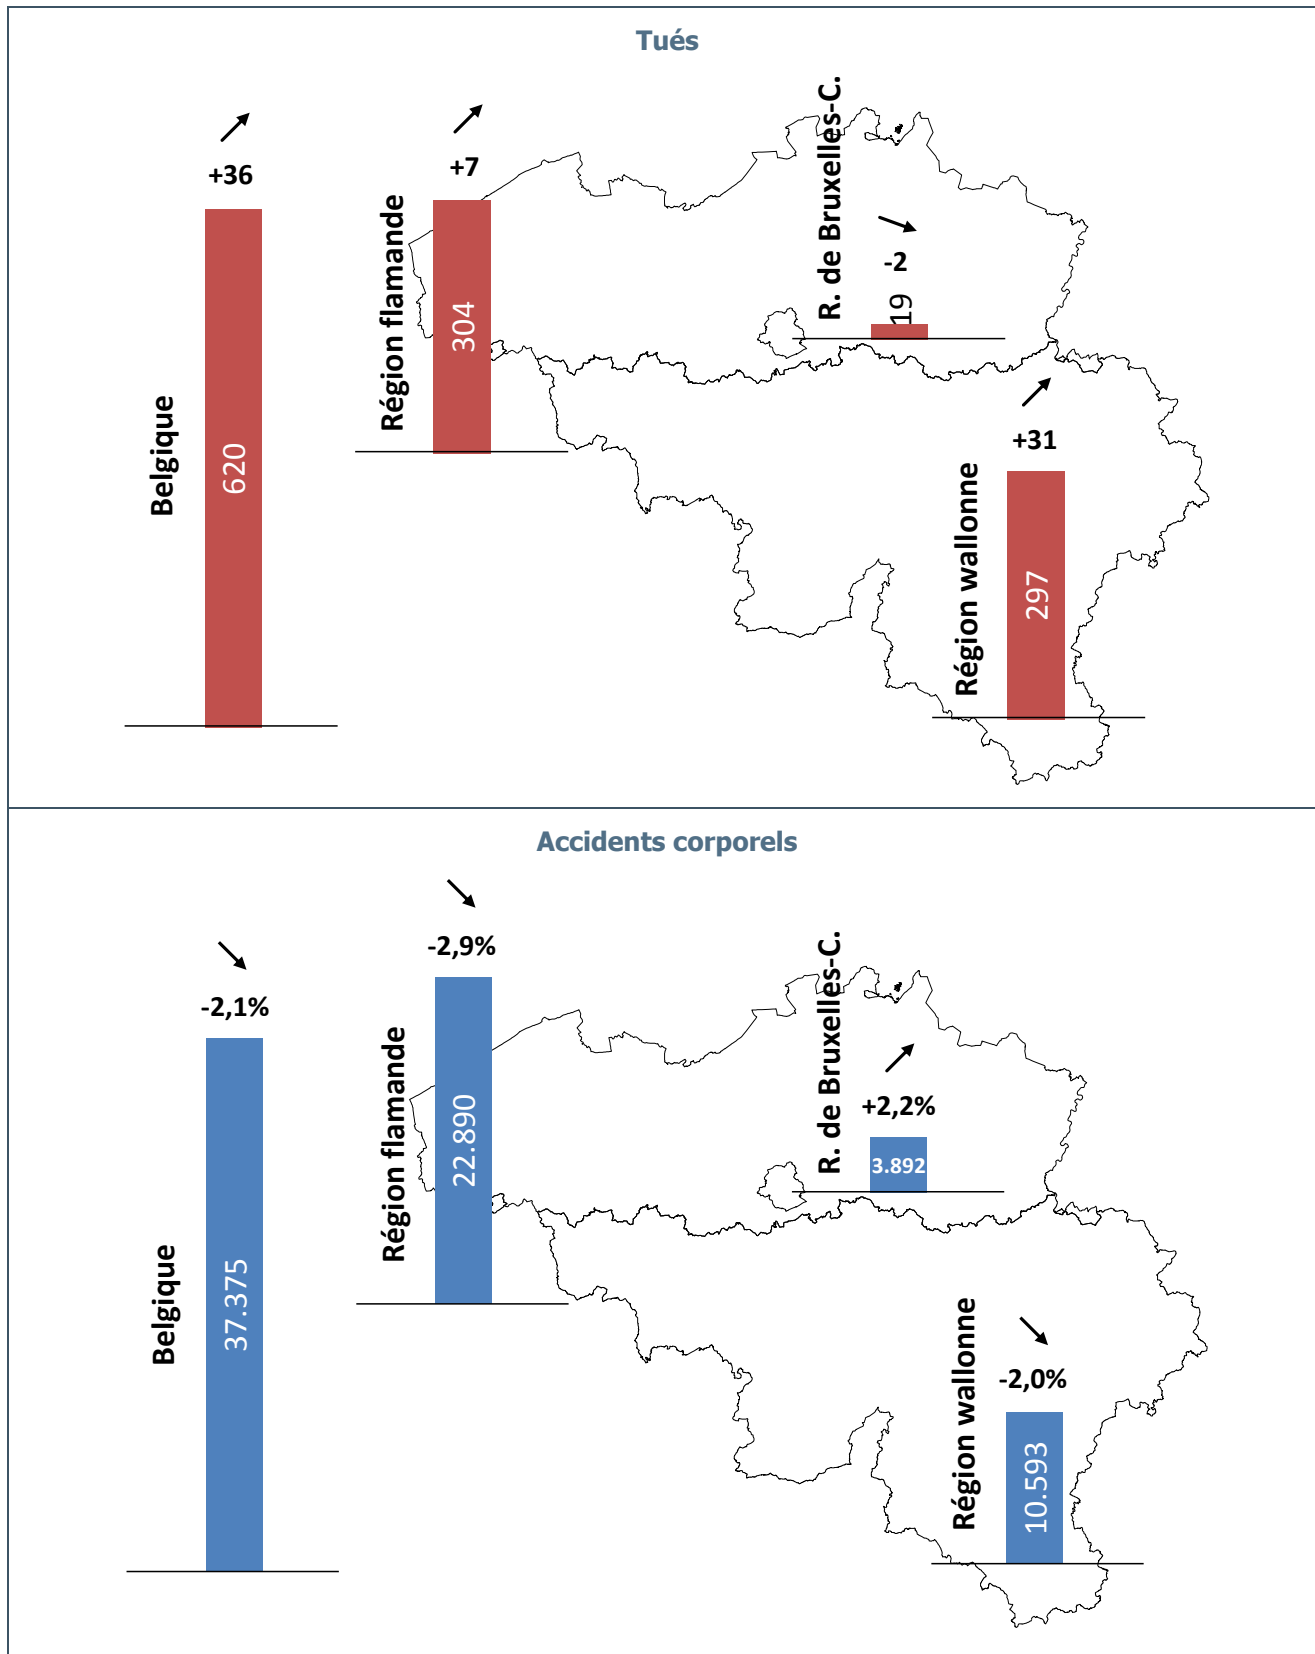 Tués
Belgique
+36
620
Région flamande
+7
304
R. de Bruxelles-C.
-2
19
Région wallonne
+31
297
Accidents corporels
Belgique
-2,1%
37.375
Région flamande
-2,9%
22.890
R. de Bruxelles-C.
+2,2%
3.892
Région wallonne
-2,0%
10.593